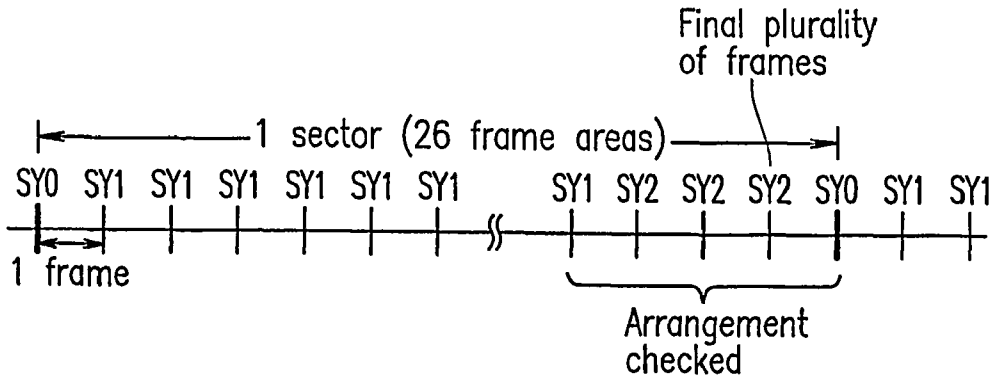 Final plurality
of frames
1 sector (26 frame areas)
SY0 SY1 SY1 SY1 SY1 SY1 SY1 SY1 SY2 SY2 SY2 SY0 SY1 SY1
1 frame
Arrangement
checked